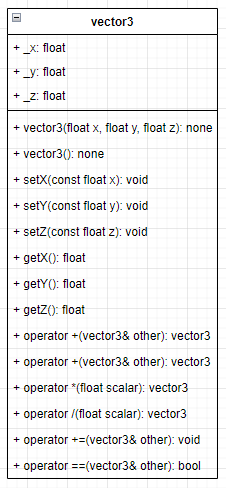 vector3
+ _x: float
+ _y: float
+ _z: float
+ vector3(float x, float y, float z): none
+ vector3(): none
+ setX(const float x): void
+ setY(const float y): void
+ setZ(const float z): void
+ getX(): float
+ getY(): float
+ getZ(): float
+ operator +(vector3& other): vector3
+ operator +(vector3& other): vector3
+ operator *(float scalar): vector3
+ operator /(float scalar): vector3
+ operator +=(vector3& other): void
+ operator ==(vector3& other): bool